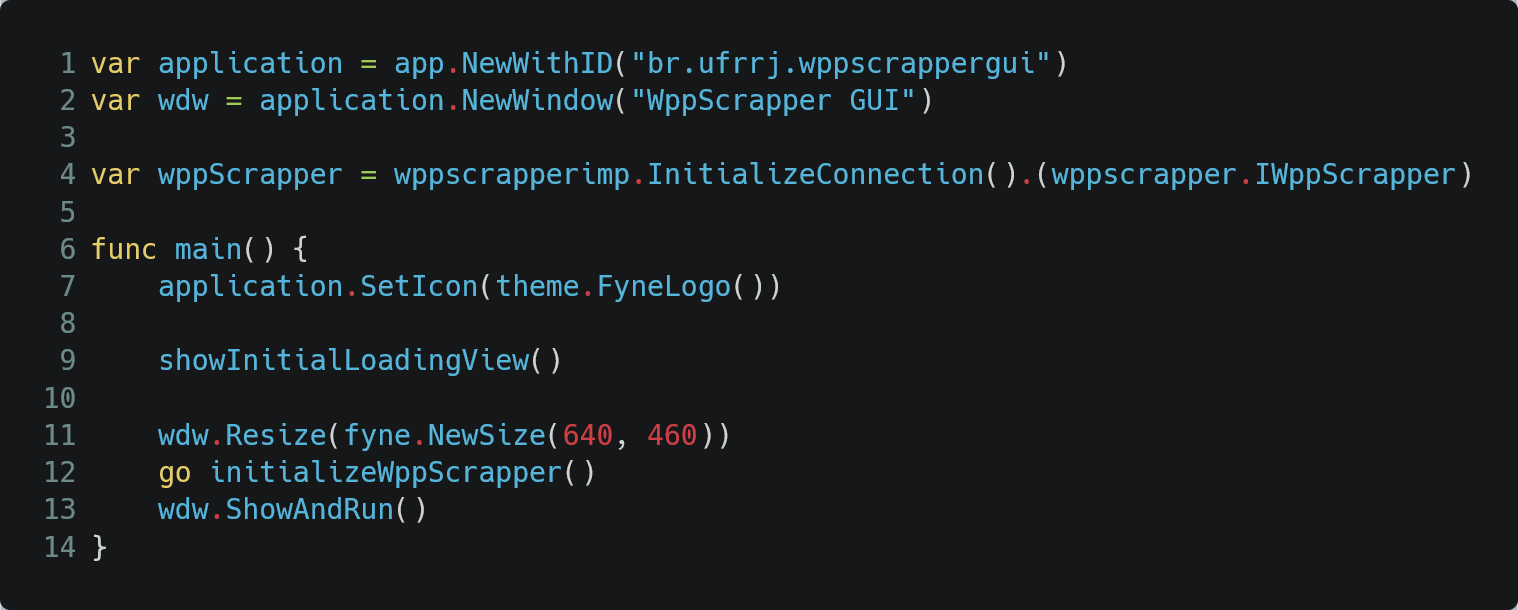 1 var application = app.NewWithID("br.ufrrj.wppscrappergui")
2 var wdw = application.NewWindow("WppScrapper GUI")
3
4 var wppScrapper = wppscrapperimp.InitializeConnection().(wppscrapper.IWppScrapper)
5
6 func main() {
7     application.SetIcon(theme.FyneLogo())
8
9     showInitialLoadingView()
10
11     wdw.Resize(fyne.NewSize(640, 460))
12     go initializeWppScrapper()
13     wdw.ShowAndRun()
14 }